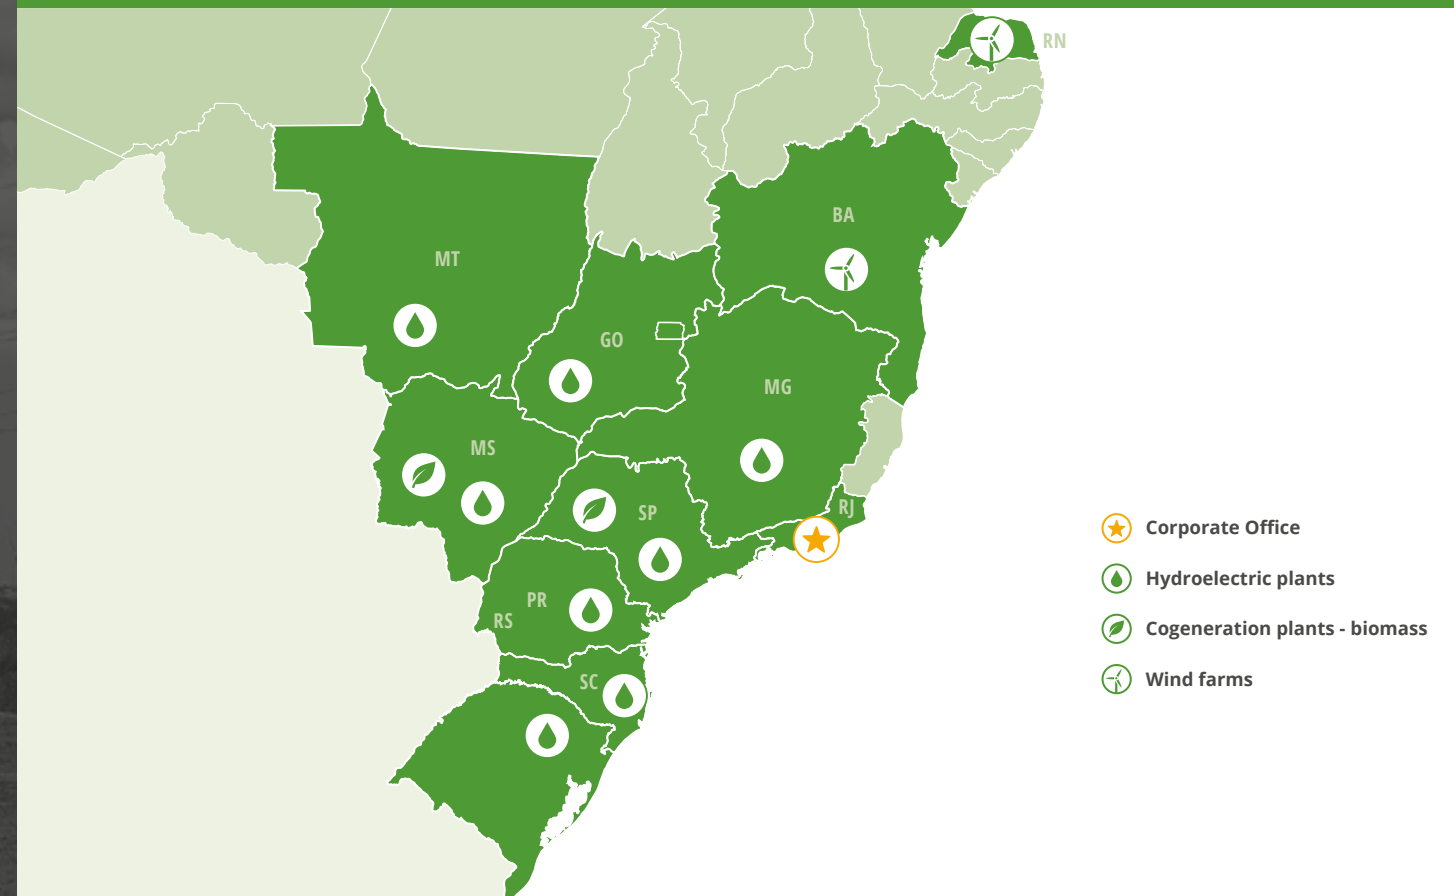 RN
BA
MT
GO
MG
MS
SP
RJ
PR
RS
SC
Corporate Office
Hydroelectric plants
Cogeneration plants - biomass
Wind farms